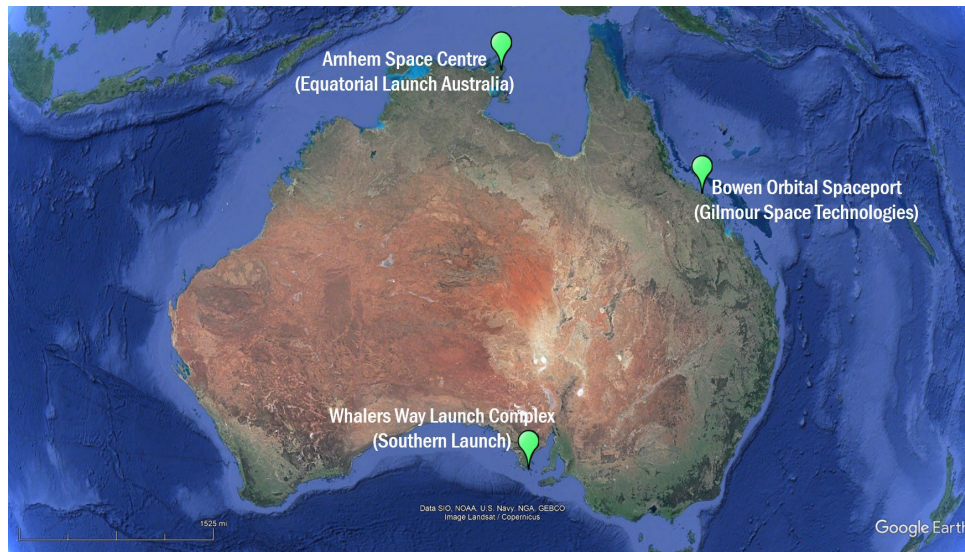 Arnhem Space Centre
(Equatorial Launch Australia)
Bowen Orbital Spaceport
(Gilmour Space Technologies)
Whalers Way Launch Complex
(Southern Launch)
1525 mi
Data SIO, NOAA, U.S. Navy, NGA, GEBCO
Image Landsat / Copernicus
Google Earth